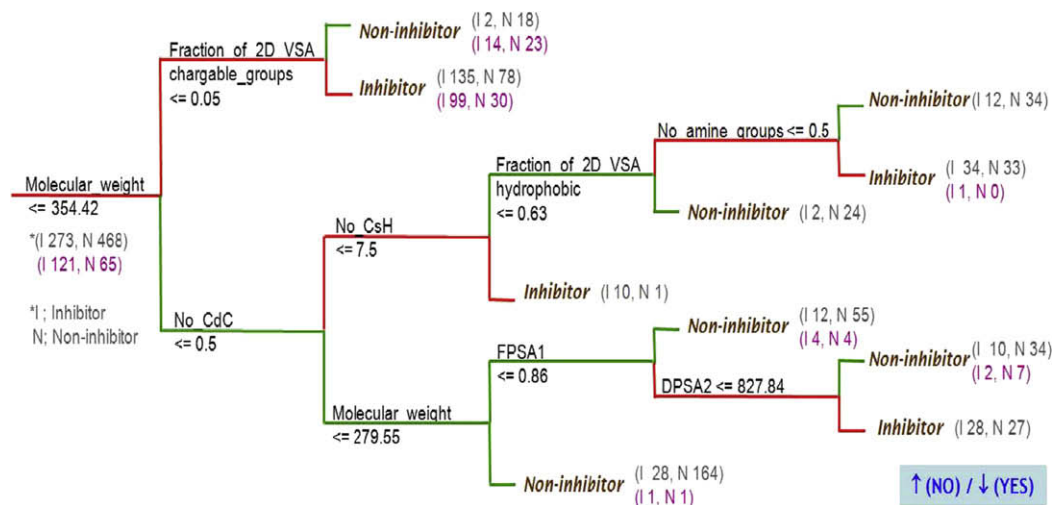 Fraction_of_2D_VSA
chargable_groups
<= 0.05
Non-inhibitor (I 2, N 18)
(I 14, N 23)
Inhibitor (I 135, N 78)
(I 99, N 30)
Molecular_weight
<= 354.42
*(I 273, N 468)
(I 121, N 65)
*I ; Inhibitor
N; Non-inhibitor
No_CdC
<= 0.5
No_CsH
<= 7.5
Fraction_of_2D_VSA
hydrophobic
<= 0.63
No_amine_groups <= 0.5
Non-inhibitor (I 12, N 34)
Inhibitor (I 34, N 33)
(I 1, N 0)
Non-inhibitor (I 2, N 24)
Inhibitor (I 10, N 1)
Molecular_weight
<= 279.55
FPSA1
<= 0.86
Non-inhibitor (I 12, N 55)
(I 4, N 4)
DPSA2 <= 827.84
Non-inhibitor (I 10, N 34)
(I 2, N 7)
Inhibitor (I 28, N 27)
Non-inhibitor (I 28, N 164)
(I 1, N 1)
↑(NO) / ↓(YES)